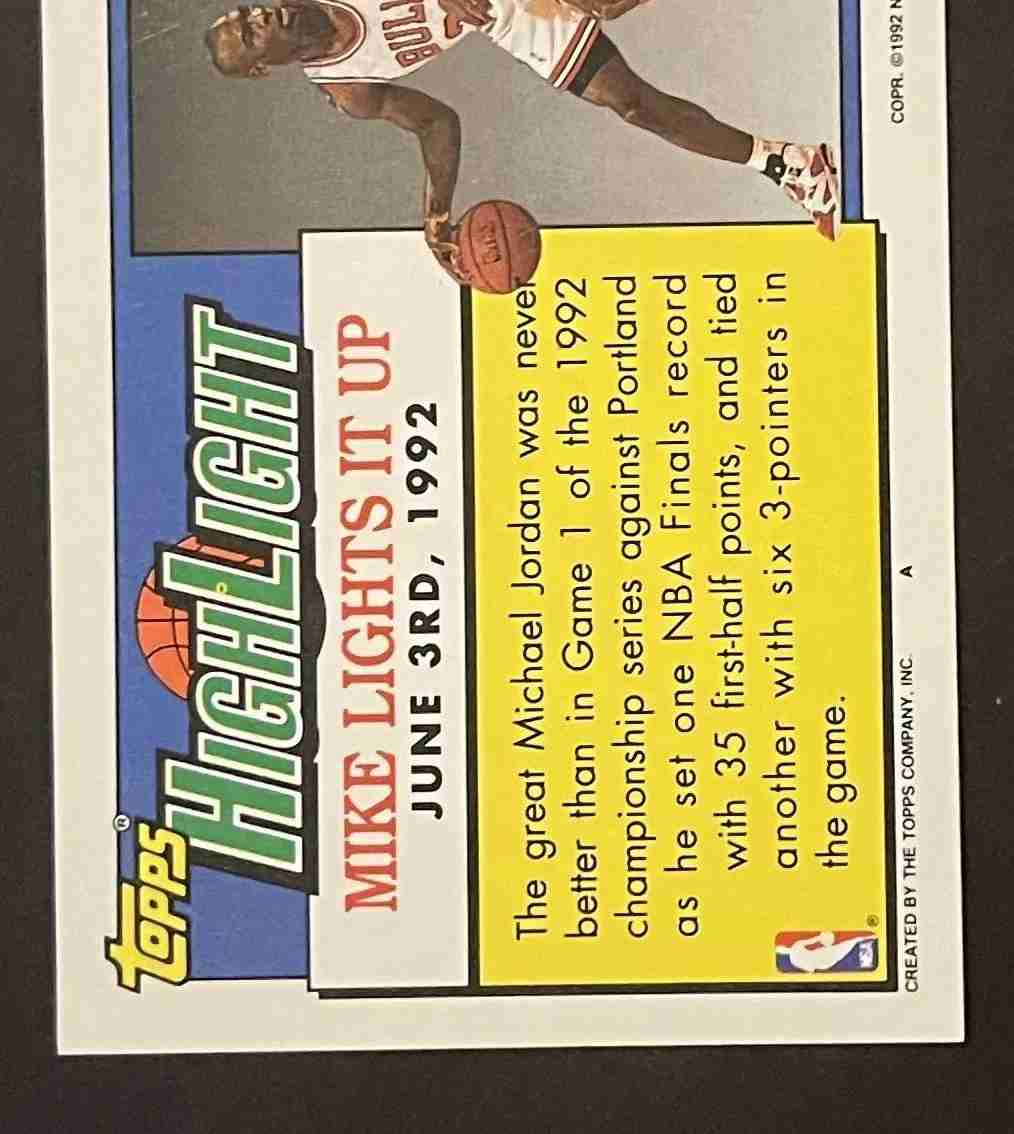 TOPPS®
HIGHLIGHT
MIKE LIGHTS IT UP
JUNE 3RD, 1992
The great Michael Jordan was never
better than in Game 1 of the 1992
championship series against Portland
as he set one NBA Finals record
with 35 first-half points, and tied
another with six 3-pointers in
the game.
CREATED BY THE TOPPS COMPANY, INC. A COPR. ©1992 N
BULL